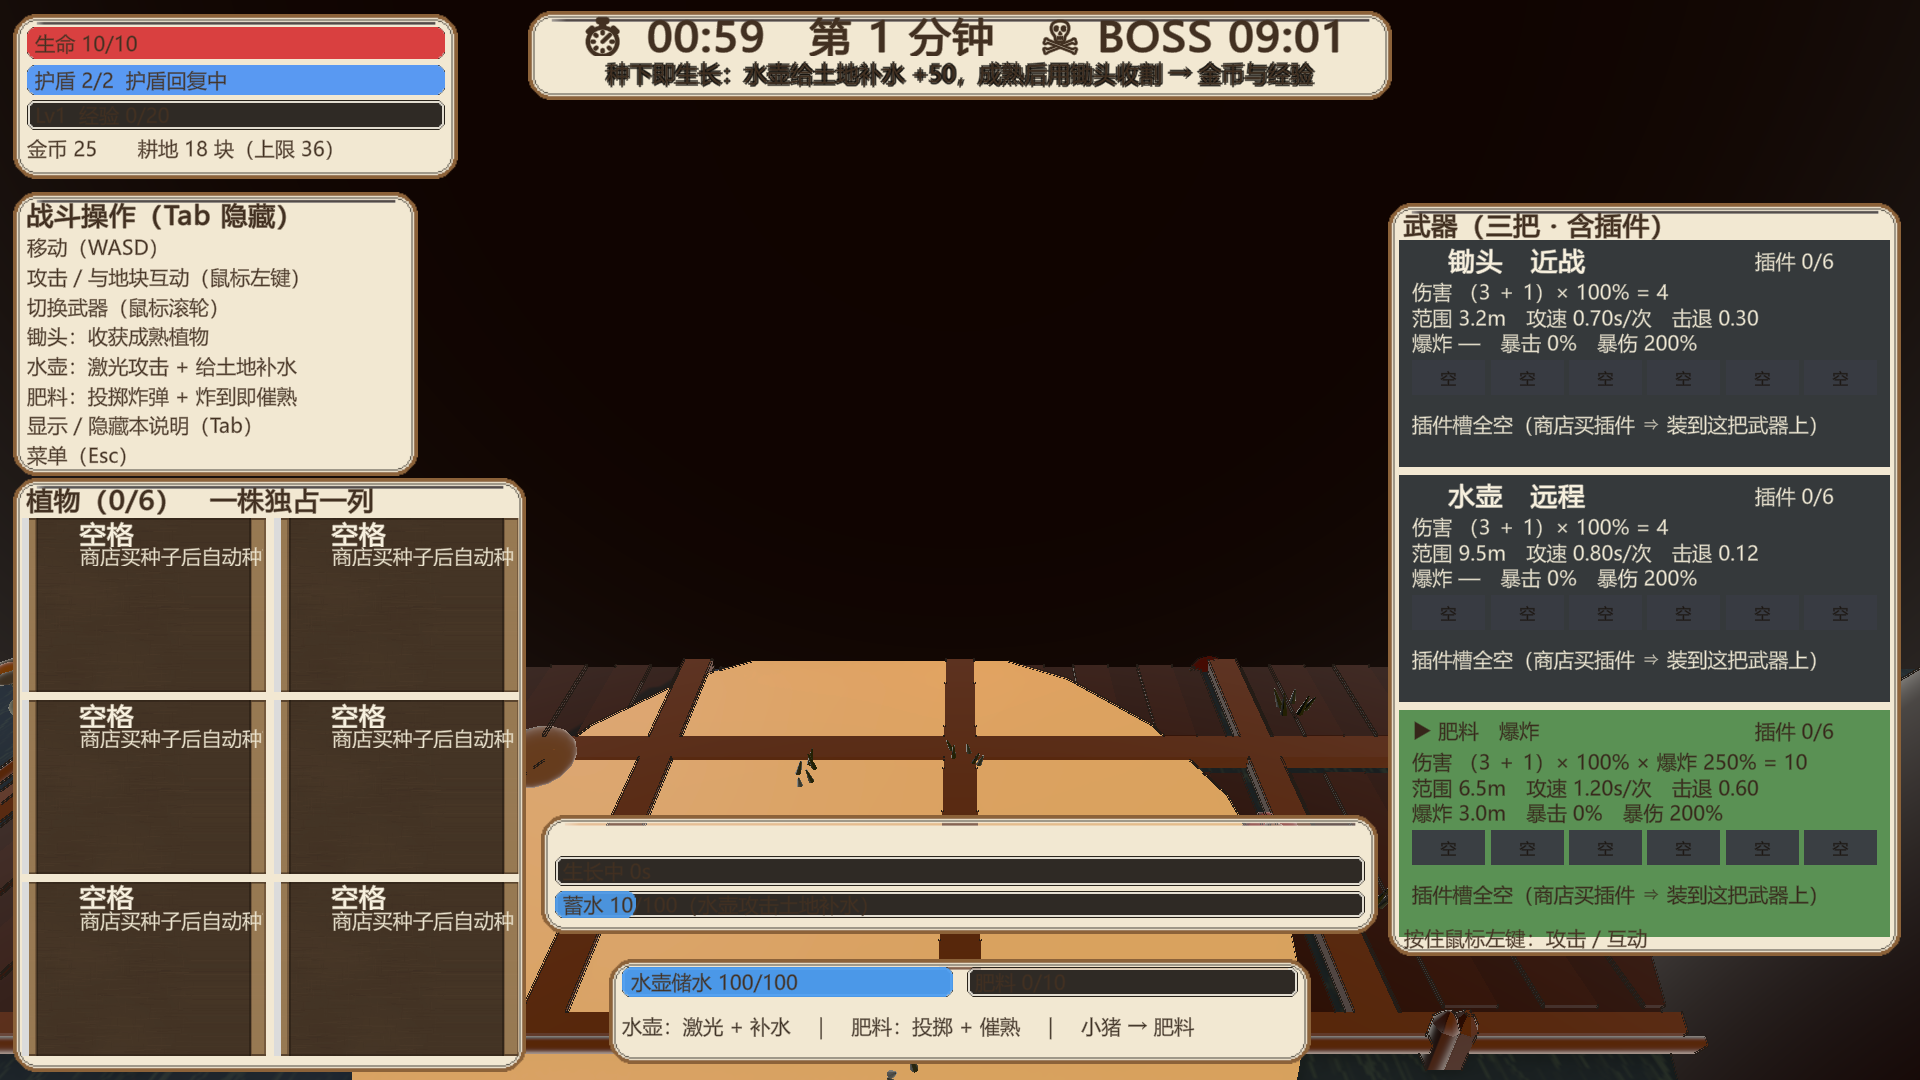 生命 10/10
护盾 2/2 护盾回复中
Lv1 经验 0/20
金币 25 耕地 18 块（上限 36）
00:59 第 1 分钟 BOSS 09:01
种下即生长：水壶给土地补水 +50，成熟后用锄头收割 → 金币与经验
战斗操作（Tab 隐藏）
移动（WASD）
攻击 / 与地块互动（鼠标左键）
切换武器（鼠标滚轮）
锄头：收获成熟植物
水壶：激光攻击 + 给土地补水
肥料：投掷炸弹 + 炸到即催熟
显示 / 隐藏本说明（Tab）
菜单（Esc）
植物（0/6） 一株独占一列
空格
商店买种子后自动种
空格
商店买种子后自动种
空格
商店买种子后自动种
空格
商店买种子后自动种
空格
商店买种子后自动种
空格
商店买种子后自动种
武器（三把 · 含插件）
锄头 近战 插件 0/6
伤害 （3 + 1）× 100% = 4
范围 3.2m 攻速 0.70s/次 击退 0.30
爆炸 — 暴击 0% 暴伤 200%
空 空 空 空 空 空
插件槽全空（商店买插件 ⇒ 装到这把武器上）
水壶 远程 插件 0/6
伤害 （3 + 1）× 100% = 4
范围 9.5m 攻速 0.80s/次 击退 0.12
爆炸 — 暴击 0% 暴伤 200%
空 空 空 空 空 空
插件槽全空（商店买插件 ⇒ 装到这把武器上）
▶ 肥料 爆炸 插件 0/6
伤害 （3 + 1）× 100% × 爆炸 250% = 10
范围 6.5m 攻速 1.20s/次 击退 0.60
爆炸 3.0m 暴击 0% 暴伤 200%
空 空 空 空 空 空
插件槽全空（商店买插件 ⇒ 装到这把武器上）
按住鼠标左键：攻击 / 互动
生长中 0s
蓄水 10/100（水壶攻击土地补水）
水壶储水 100/100
肥料 0/10
水壶：激光 + 补水 | 肥料：投掷 + 催熟 | 小猪 → 肥料